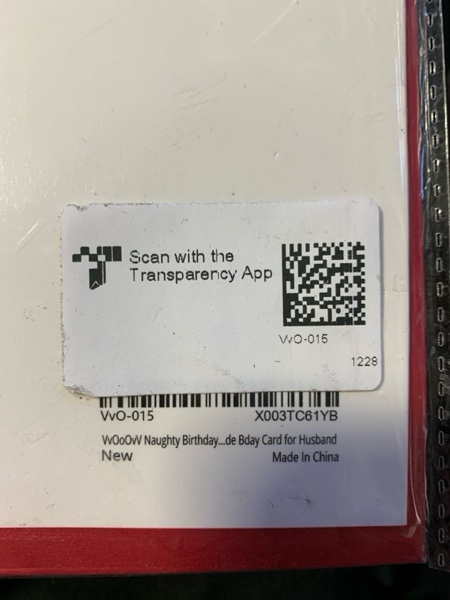 Scan with the
Transparency App
VVO-015
1228
VVO-015 X003TC61YB
VVOoOVV Naughty Birthday...de Bday Card for Husband
New Made In China